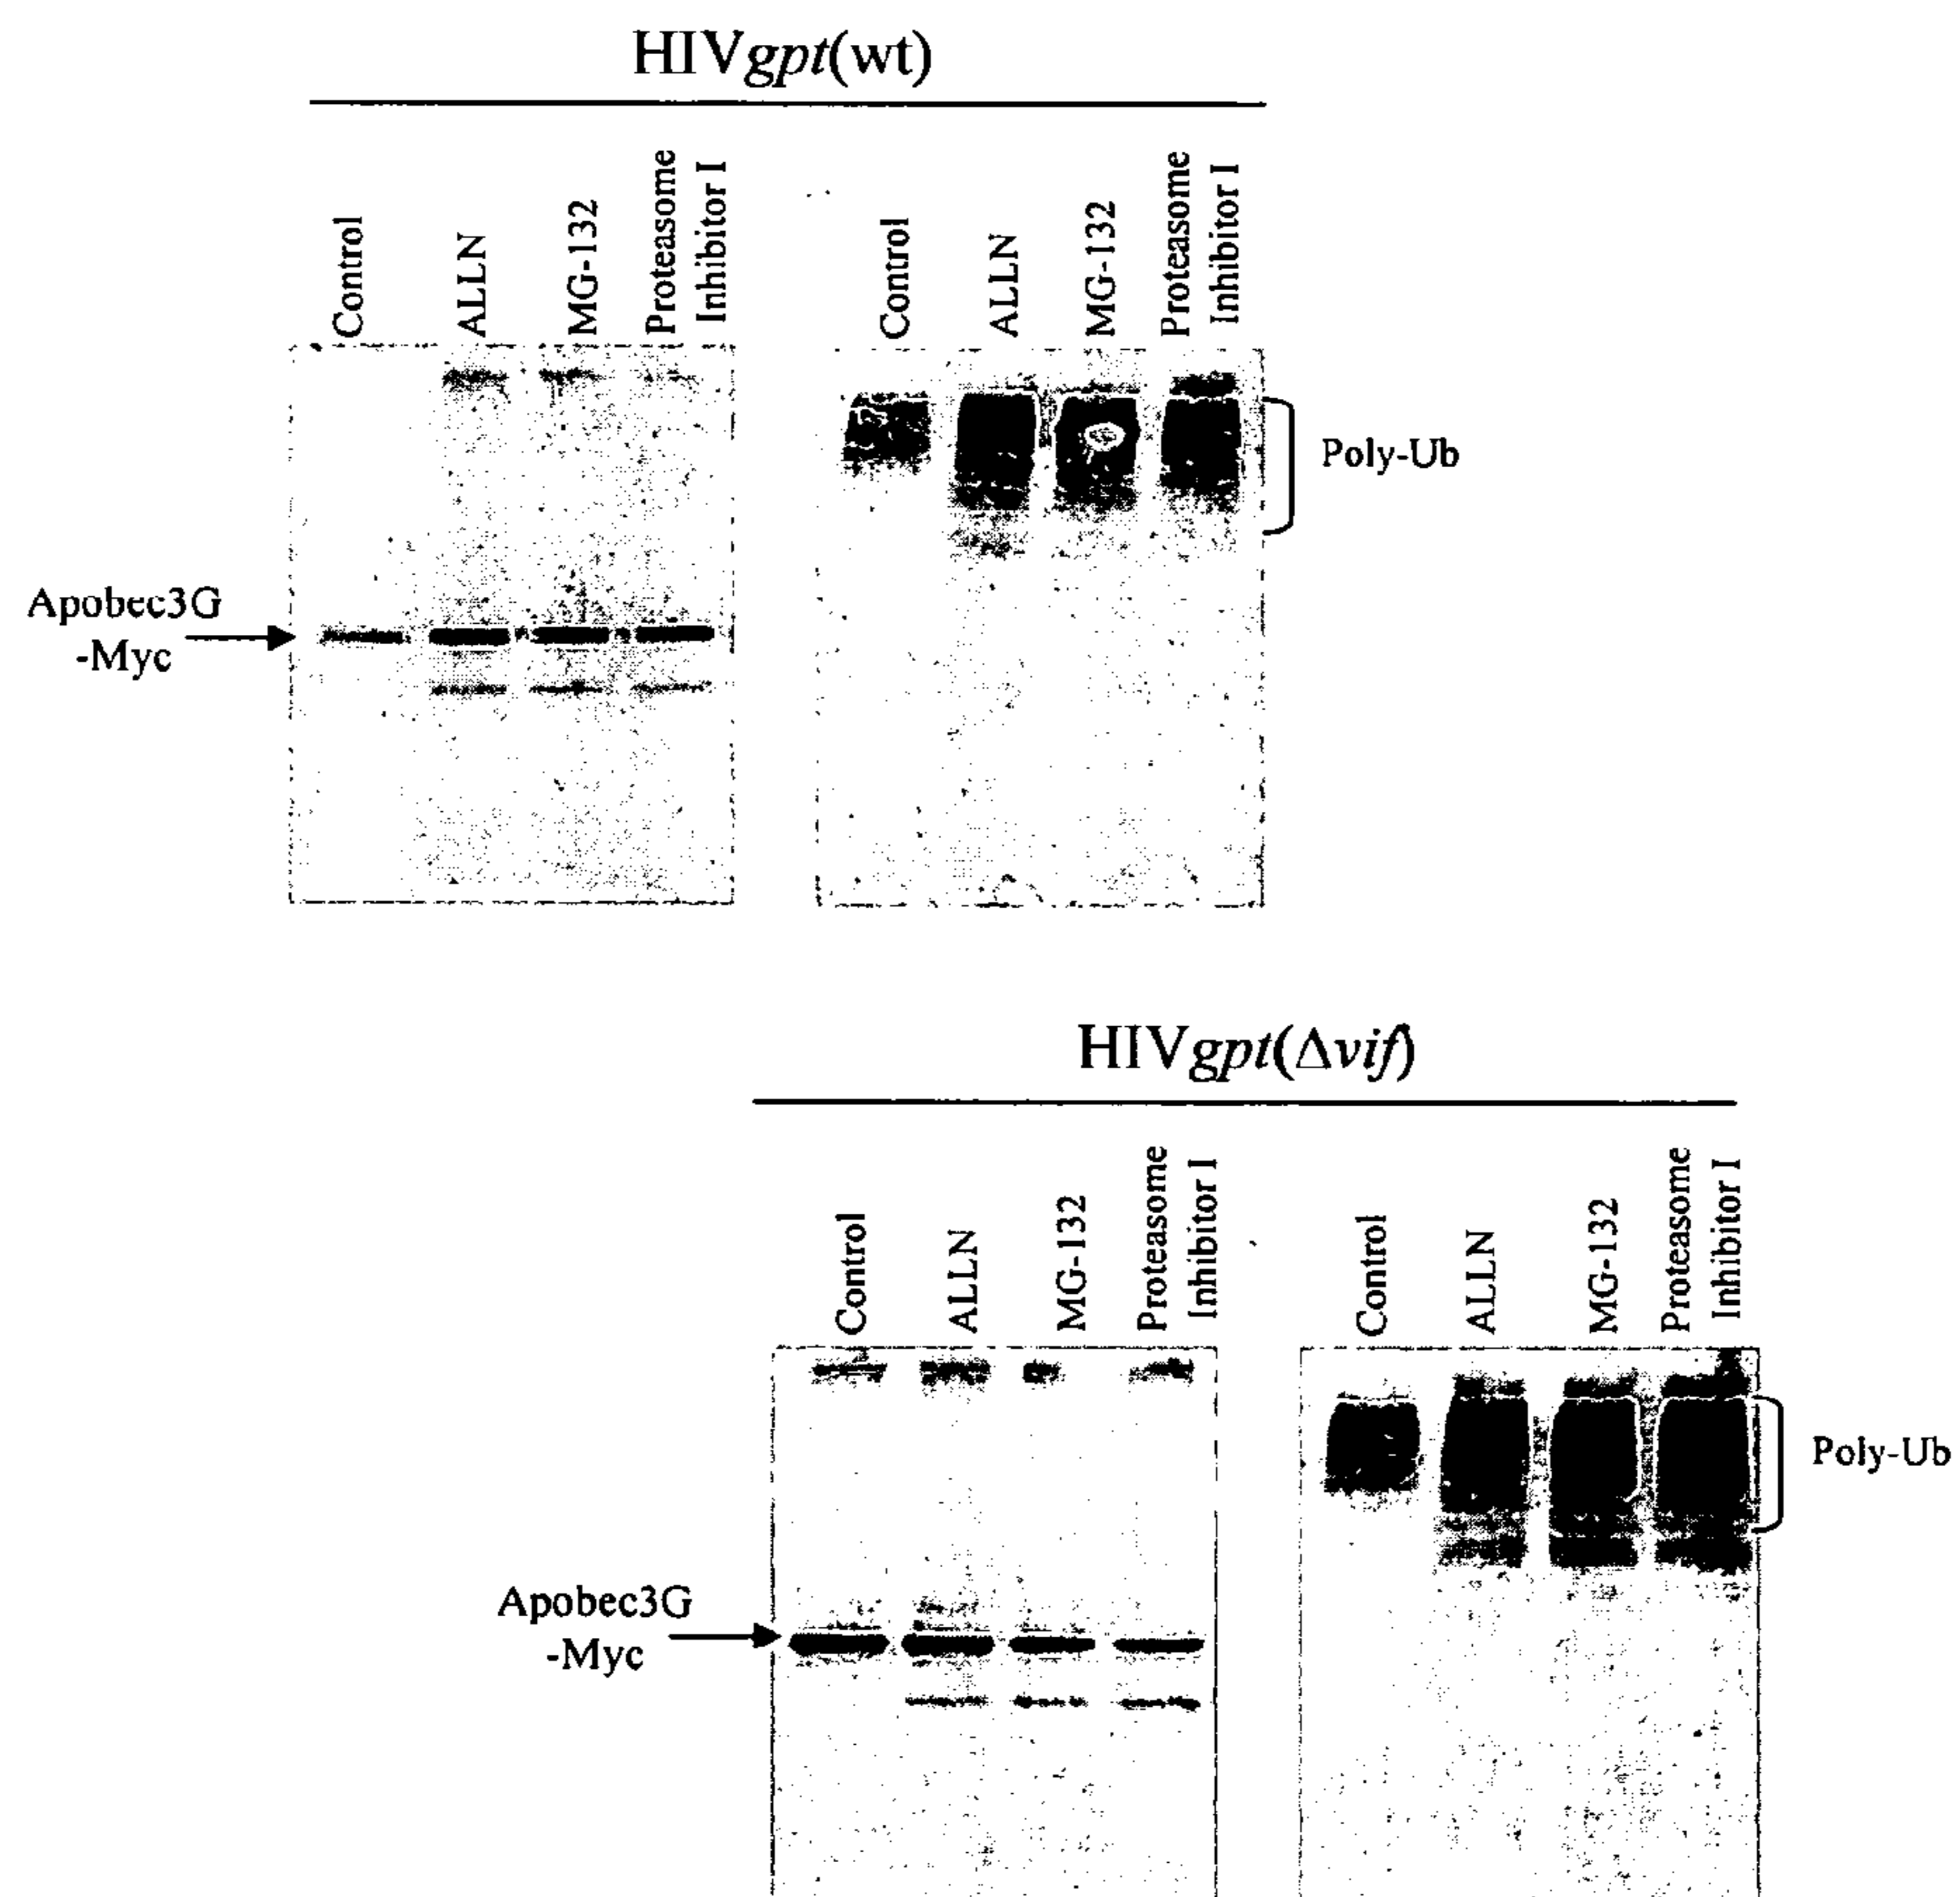 HIVgpt(wt)
Control
ALLN
MG-132
Proteasome
Inhibitor I
Control
ALLN
MG-132
Proteasome
Inhibitor I
Poly-Ub
Apobec3G
-Myc
HIVgpt(Δvif)
Control
ALLN
MG-132
Proteasome
Inhibitor I
Control
ALLN
MG-132
Proteasome
Inhibitor I
Poly-Ub
Apobec3G
-Myc